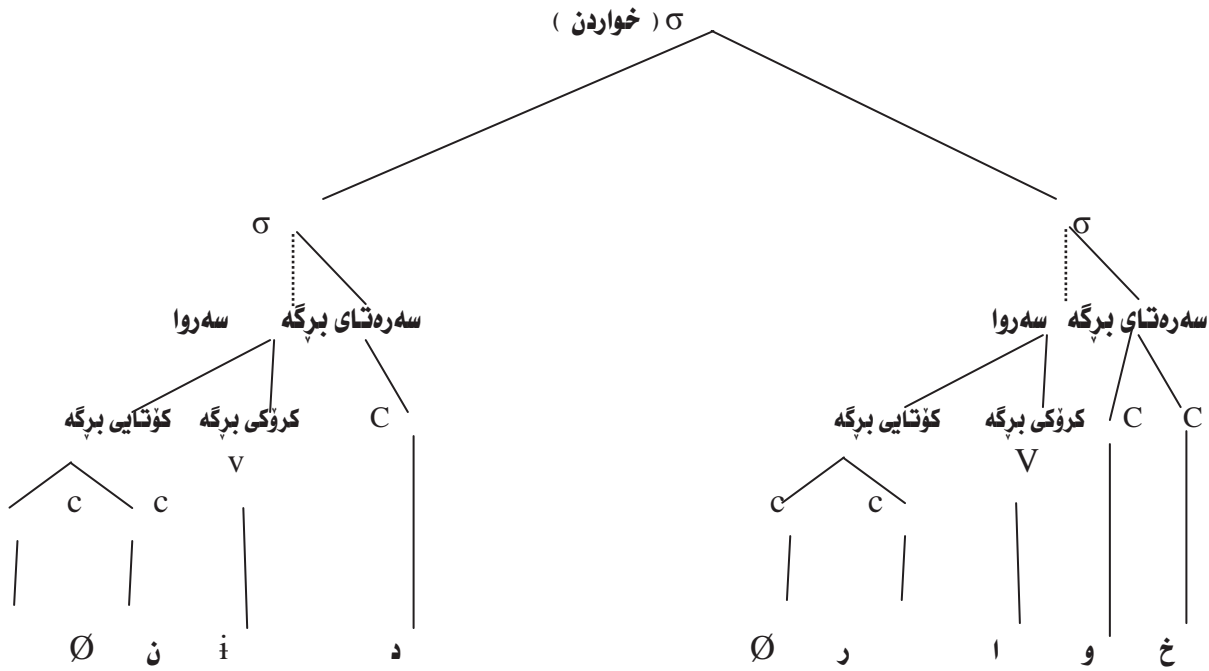 σ ( خواردن )
σ σ
سەرەتای بڕگە سەروا سەرەتای بڕگە سەروا
C C کرۆکی بڕگە کۆتایی بڕگە C کرۆکی بڕگە کۆتایی بڕگە
V v
c c c c
خ و ا ر Ø د ɨ ن Ø